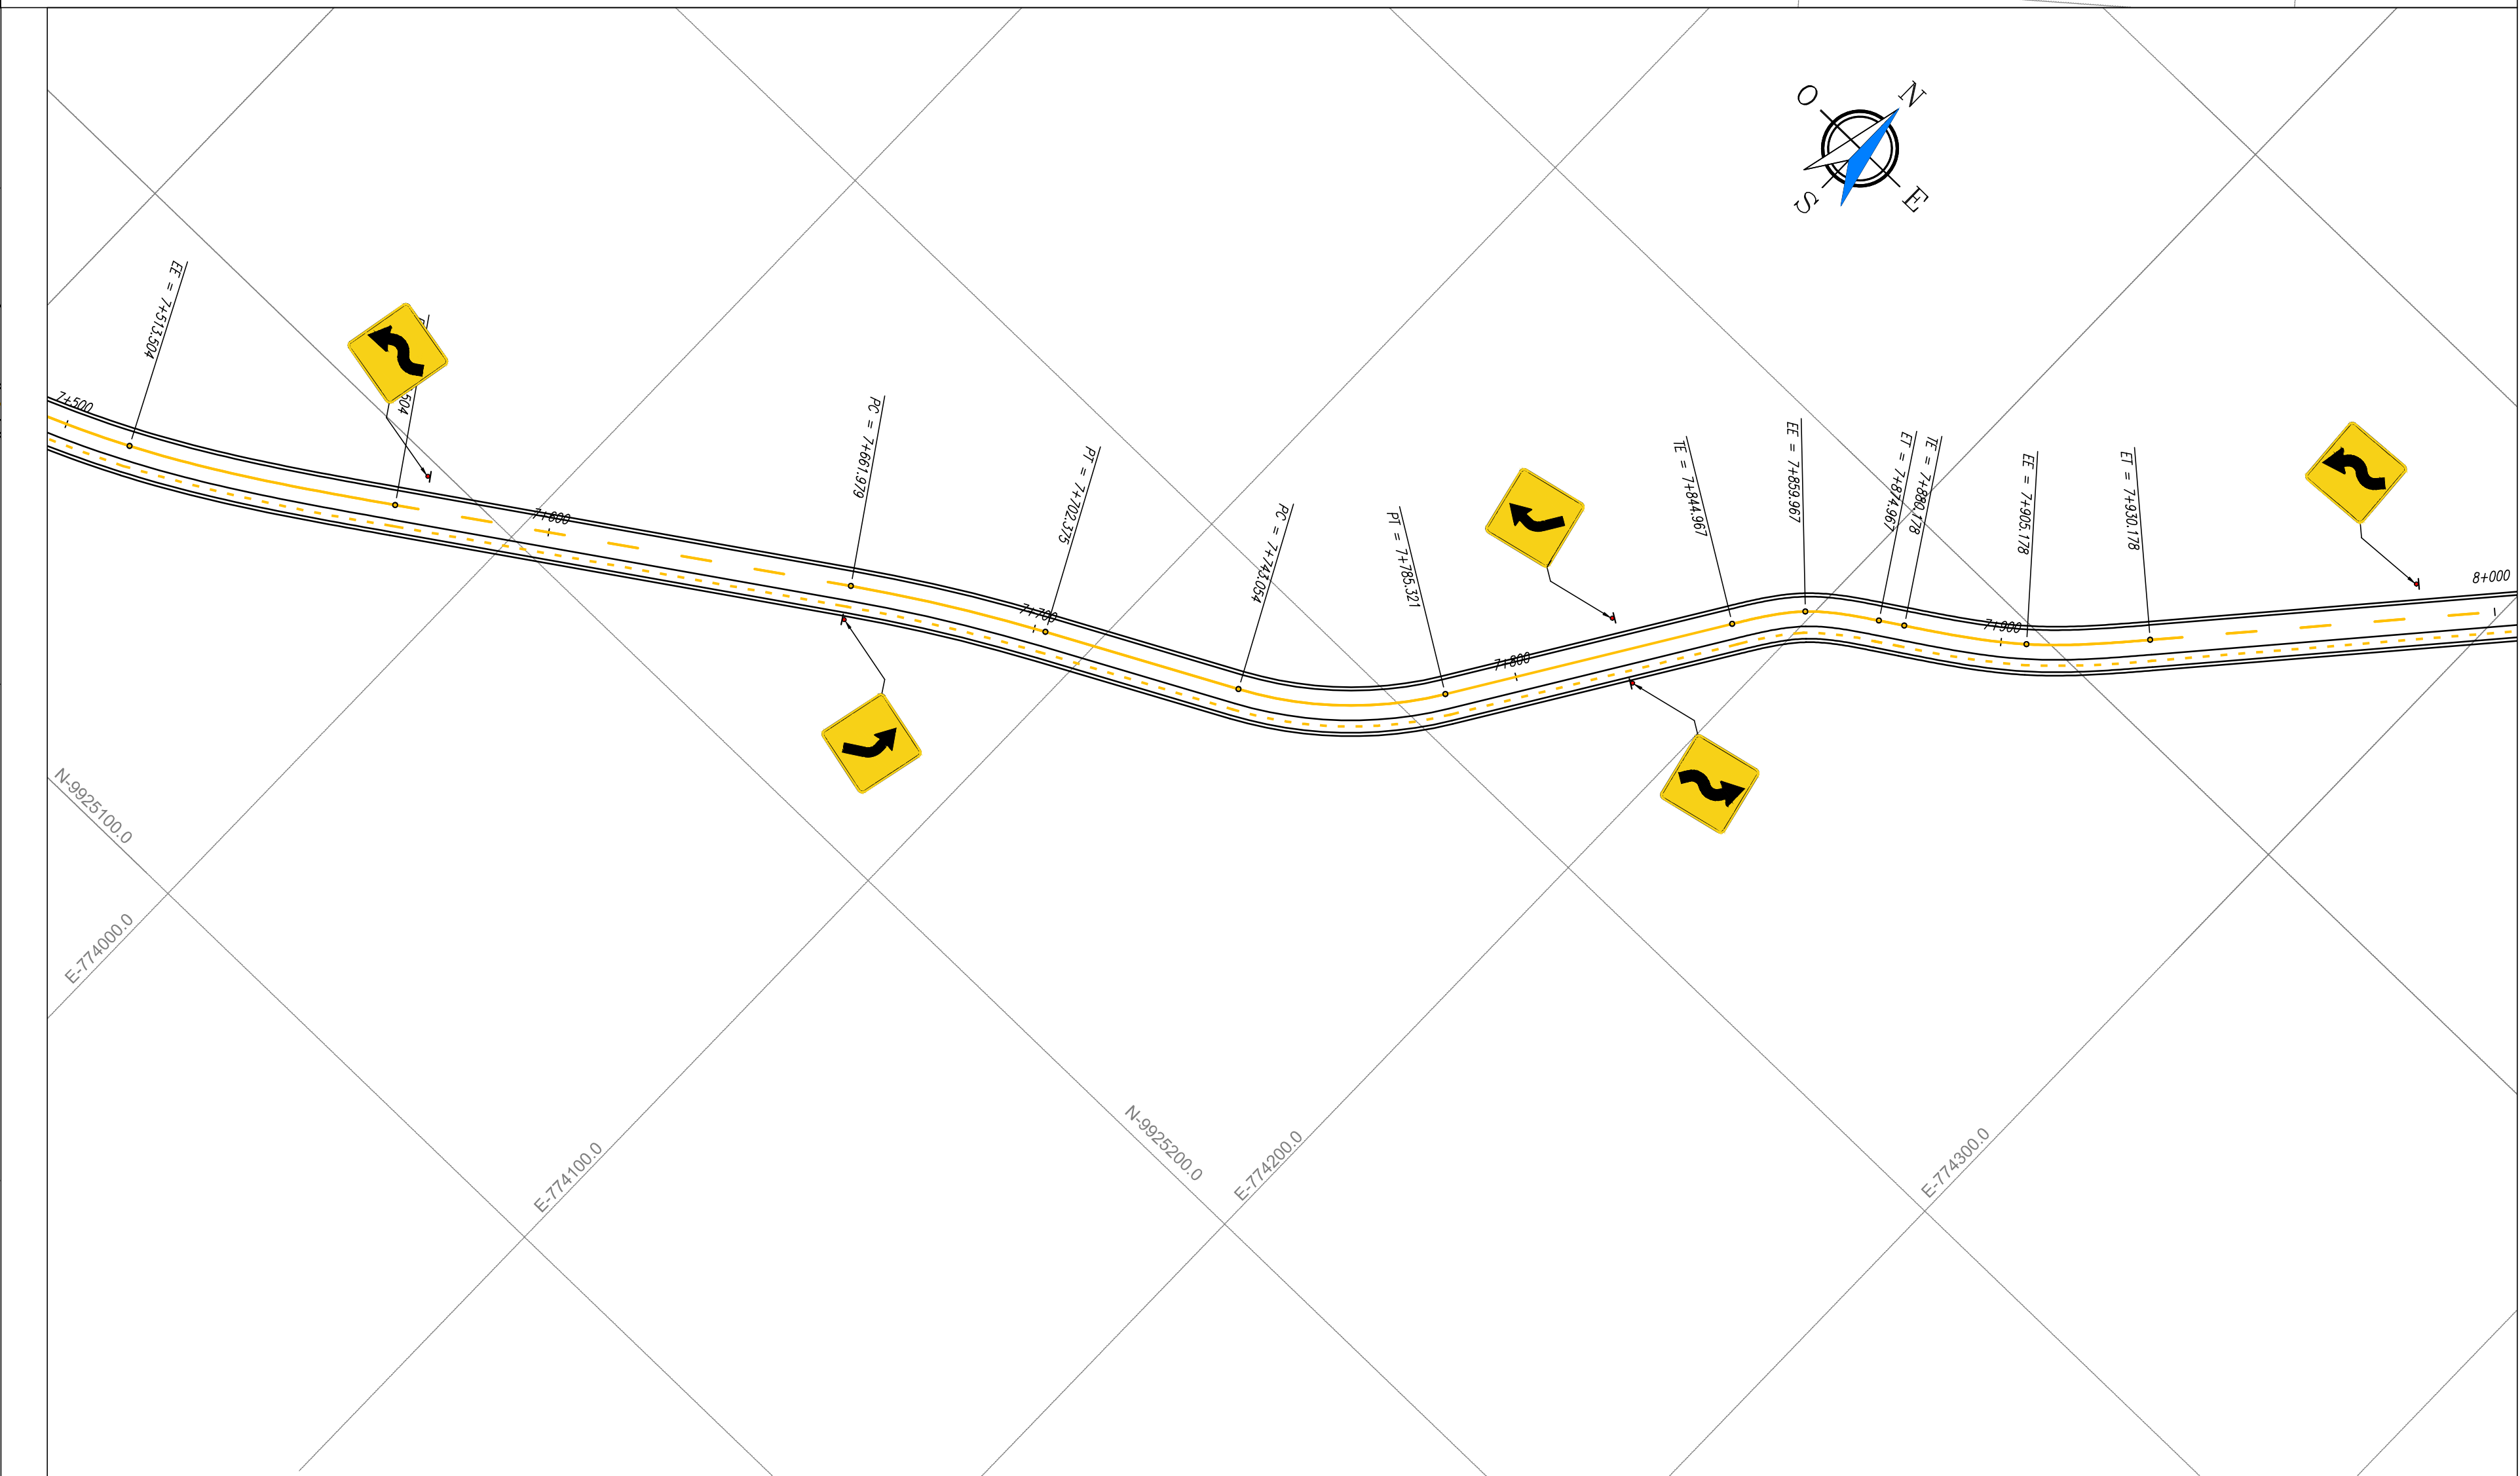 O
N
S
E
EE = 7+513.504
504
PC = 7+661.979
PT = 7+702.375
PC = 7+743.054
PT = 7+785.321
TE = 7+844.967
EE = 7+859.967
ET = 7+874.967
TE = 7+880.178
EE = 7+905.178
ET = 7+930.178
7+500
7+600
7+700
7+800
7+900
8+000
N-9925100.0
E-774000.0
E-774100.0
N-9925200.0
E-774200.0
E-774300.0